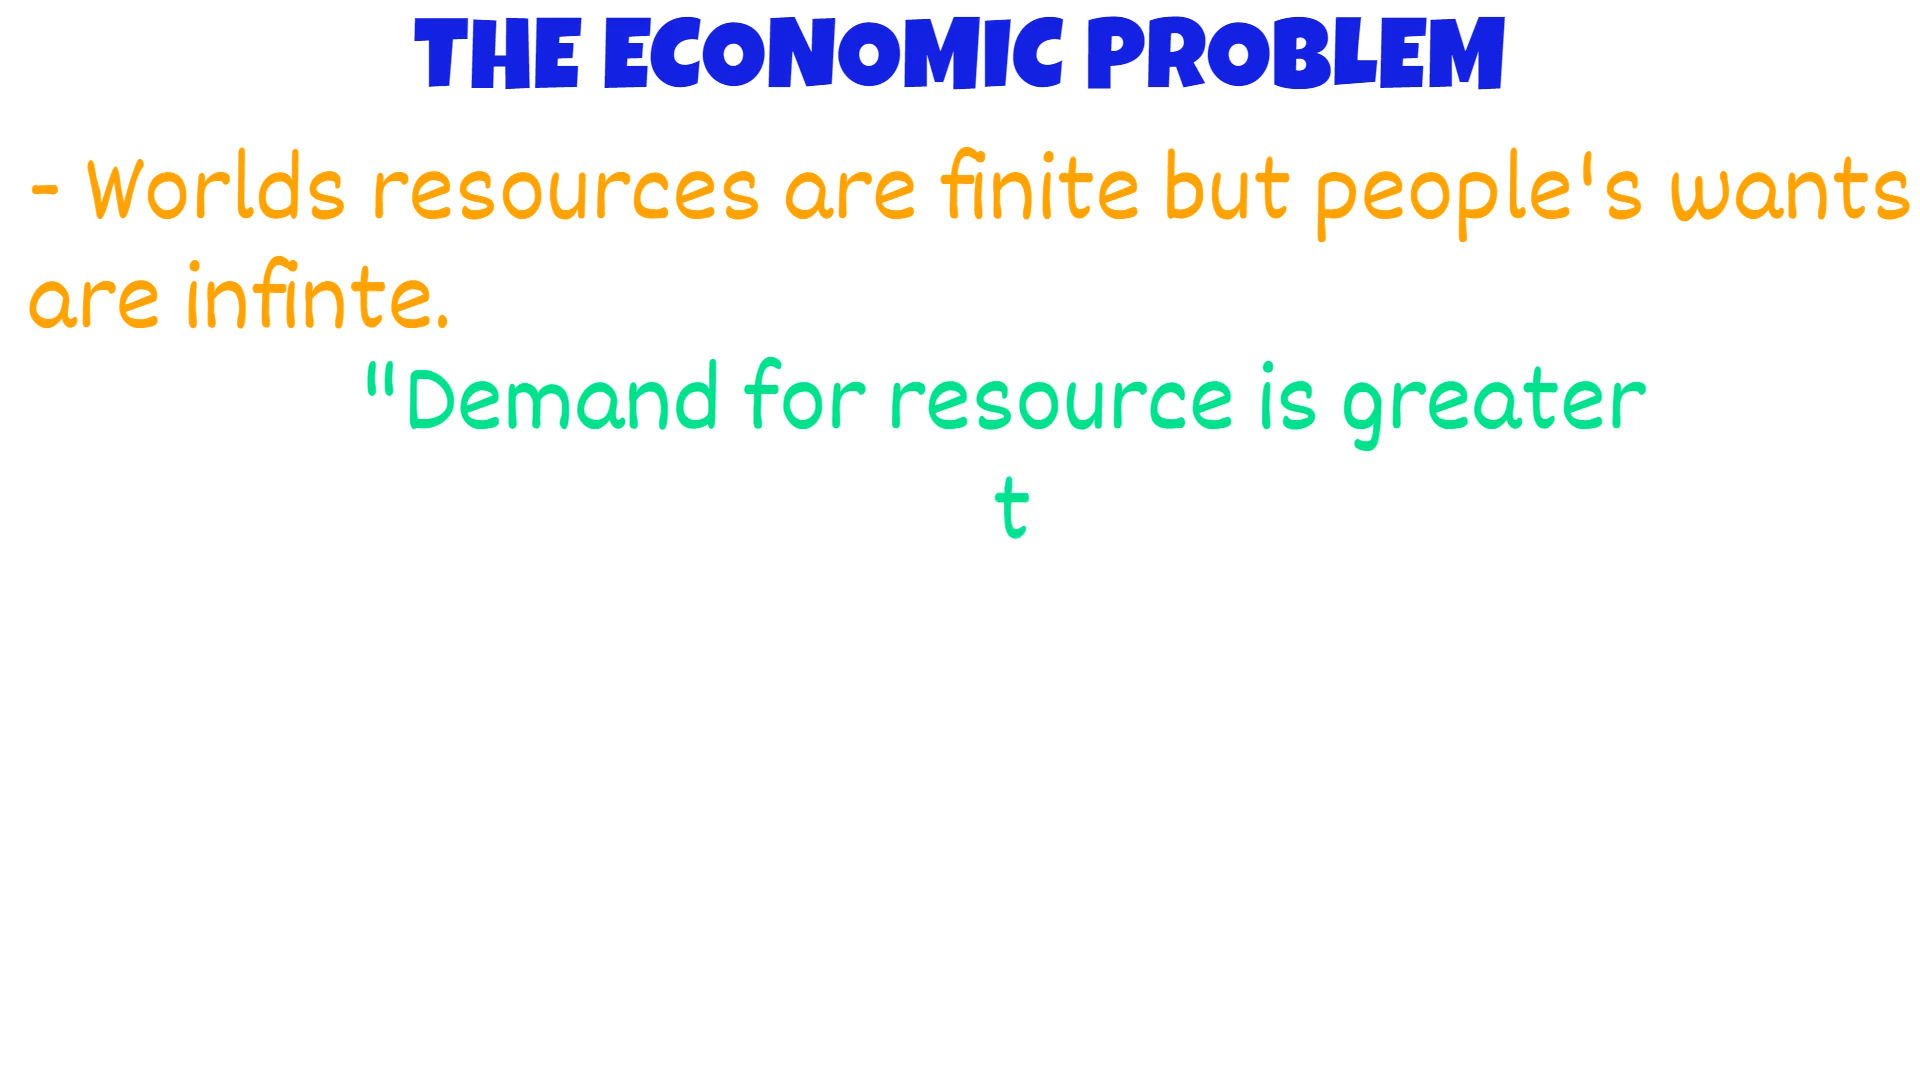 THE ECONOMIC PROBLEM
- Worlds resources are finite but people's wants
are infinte.
"Demand for resource is greater
t